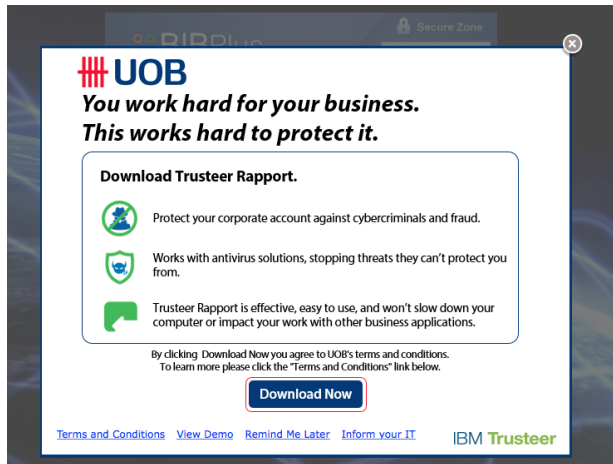 BIBPlus
Secure Zone
UOB
You work hard for your business.
This works hard to protect it.
Download Trusteer Rapport.
Protect your corporate account against cybercriminals and fraud.
Works with antivirus solutions, stopping threats they can't protect you
from.
Trusteer Rapport is effective, easy to use, and won't slow down your
computer or impact your work with other business applications.
By clicking Download Now you agree to UOB's terms and conditions.
To learn more please click the "Terms and Conditions" link below.
Download Now
Terms and Conditions View Demo Remind Me Later Inform your IT
IBM Trusteer